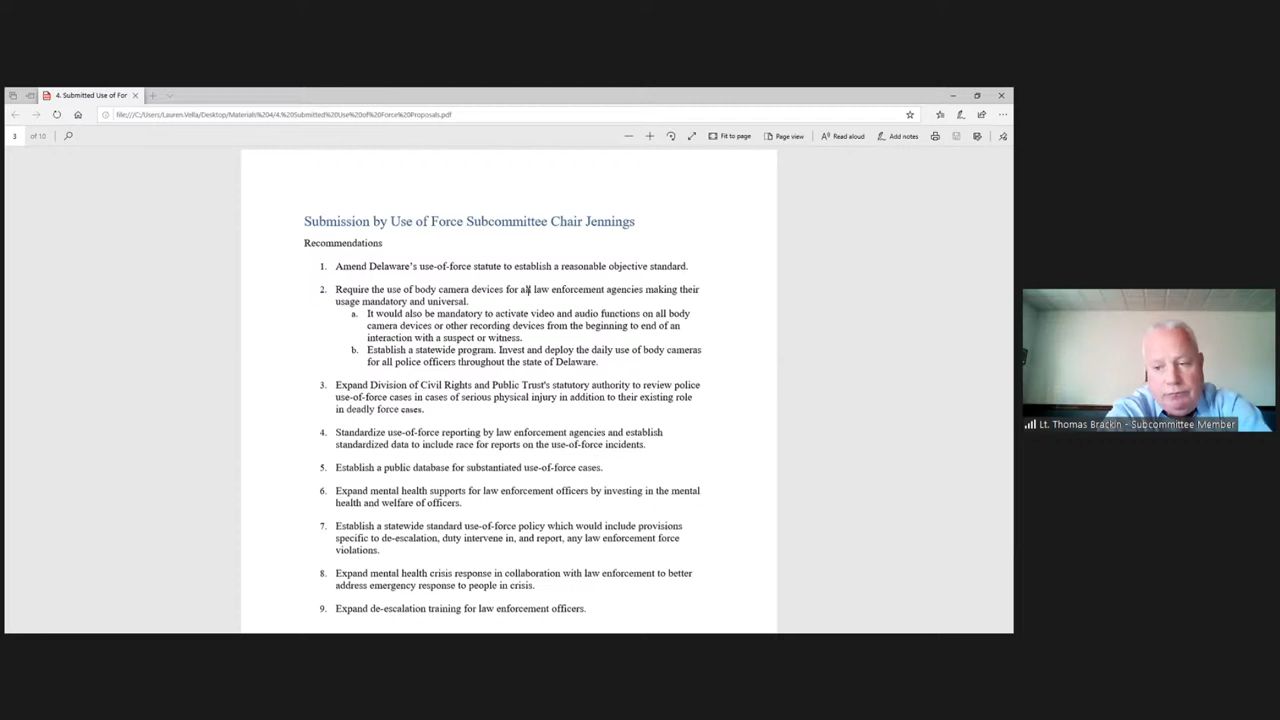 4. Submitted Use of For
file:///C:/Users/Lauren.Vella/Desktop/Materials%204/4.%20Submitted%20Use%20of%20Force%20Proposals.pdf
3 of 10
Fit to page
Page view
Read aloud
Add notes
Submission by Use of Force Subcommittee Chair Jennings
Recommendations
1. Amend Delaware's use-of-force statute to establish a reasonable objective standard.
2. Require the use of body camera devices for all law enforcement agencies making their
usage mandatory and universal.
a. It would also be mandatory to activate video and audio functions on all body
camera devices or other recording devices from the beginning to end of an
interaction with a suspect or witness.
b. Establish a statewide program. Invest and deploy the daily use of body cameras
for all police officers throughout the state of Delaware.
3. Expand Division of Civil Rights and Public Trust's statutory authority to review police
use-of-force cases in cases of serious physical injury in addition to their existing role
in deadly force cases.
4. Standardize use-of-force reporting by law enforcement agencies and establish
standardized data to include race for reports on the use-of-force incidents.
5. Establish a public database for substantiated use-of-force cases.
6. Expand mental health supports for law enforcement officers by investing in the mental
health and welfare of officers.
7. Establish a statewide standard use-of-force policy which would include provisions
specific to de-escalation, duty intervene in, and report, any law enforcement force
violations.
8. Expand mental health crisis response in collaboration with law enforcement to better
address emergency response to people in crisis.
9. Expand de-escalation training for law enforcement officers.
Lt. Thomas Brackin - Subcommittee Member